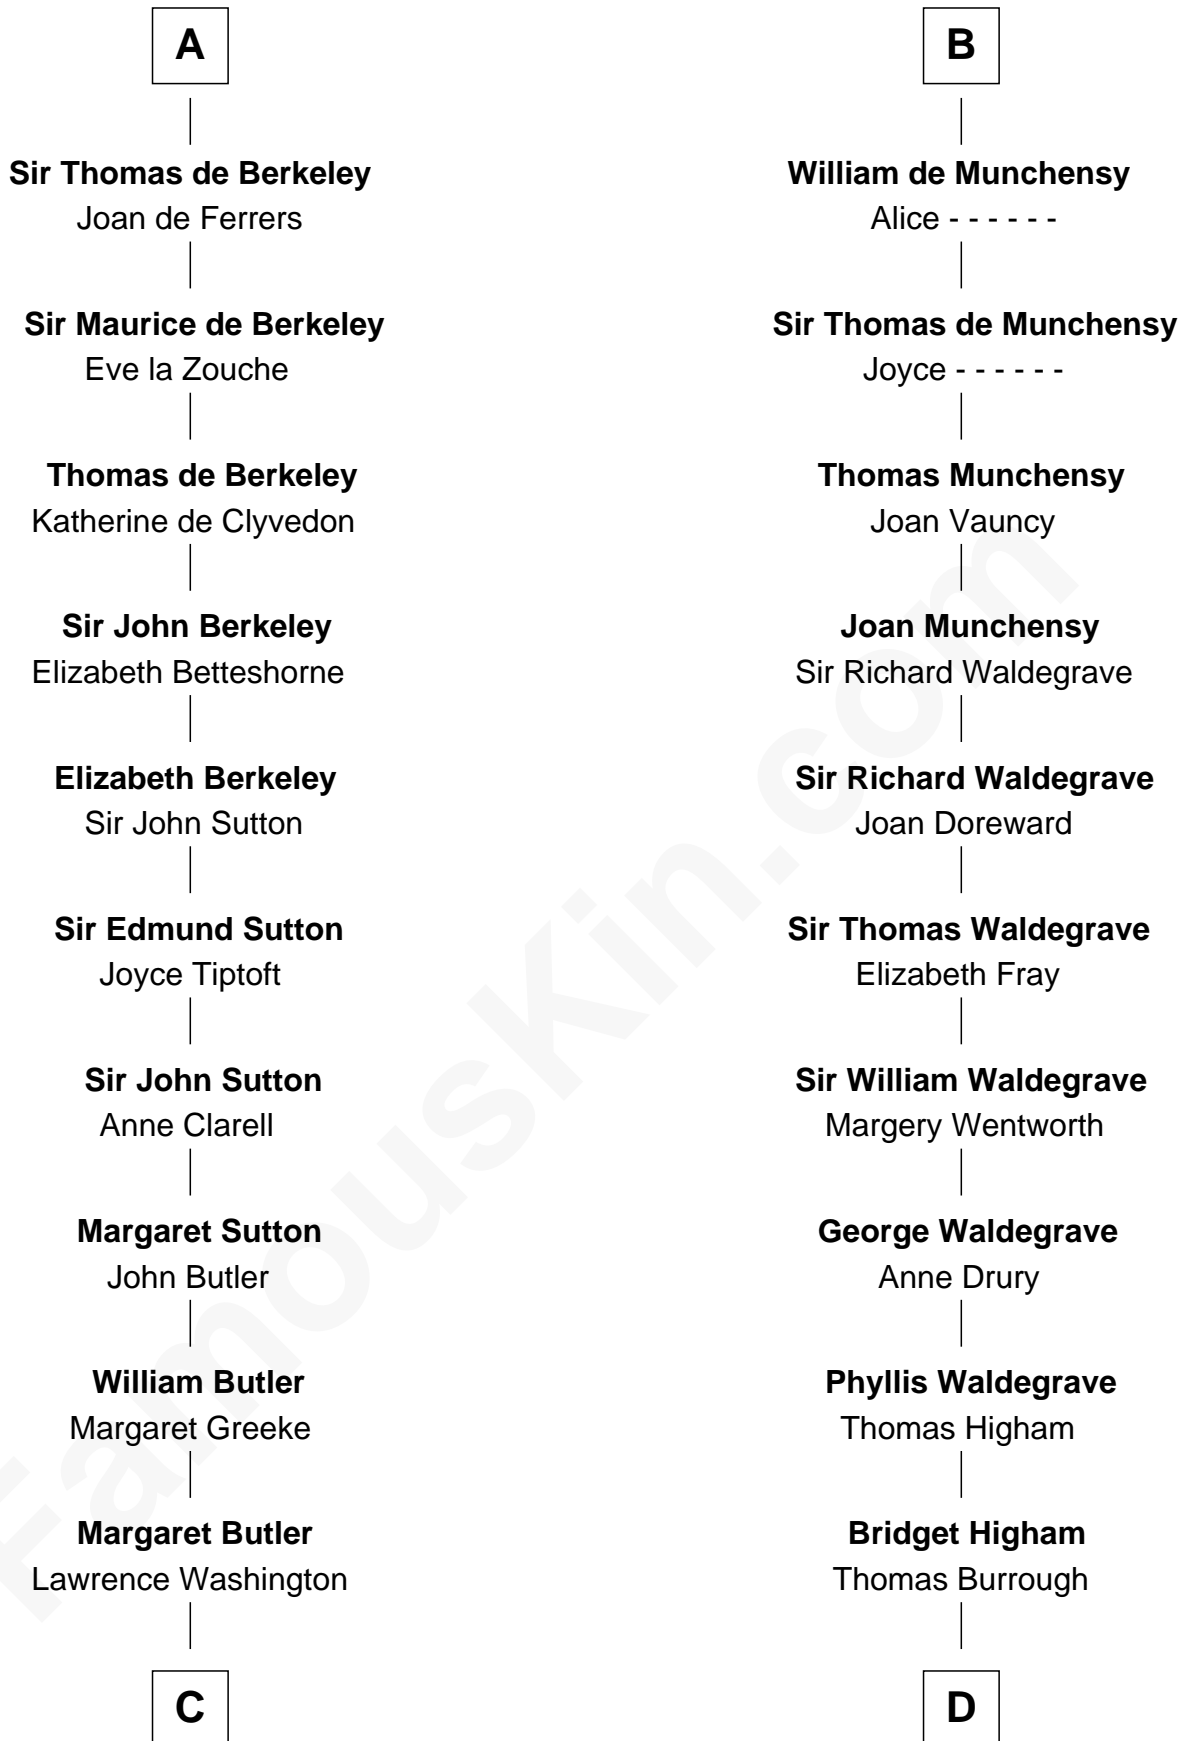 A
Sir Thomas de Berkeley
Joan de Ferrers
Sir Maurice de Berkeley
Eve la Zouche
Thomas de Berkeley
Katherine de Clyvedon
Sir John Berkeley
Elizabeth Betteshorne
Elizabeth Berkeley
Sir John Sutton
Sir Edmund Sutton
Joyce Tiptoft
Sir John Sutton
Anne Clarell
Margaret Sutton
John Butler
William Butler
Margaret Greeke
Margaret Butler
Lawrence Washington
C
B
William de Munchensy
Alice - - - - - -
Sir Thomas de Munchensy
Joyce - - - - - -
Thomas Munchensy
Joan Vauncy
Joan Munchensy
Sir Richard Waldegrave
Sir Richard Waldegrave
Joan Doreward
Sir Thomas Waldegrave
Elizabeth Fray
Sir William Waldegrave
Margery Wentworth
George Waldegrave
Anne Drury
Phyllis Waldegrave
Thomas Higham
Bridget Higham
Thomas Burrough
D
FamousKin.com